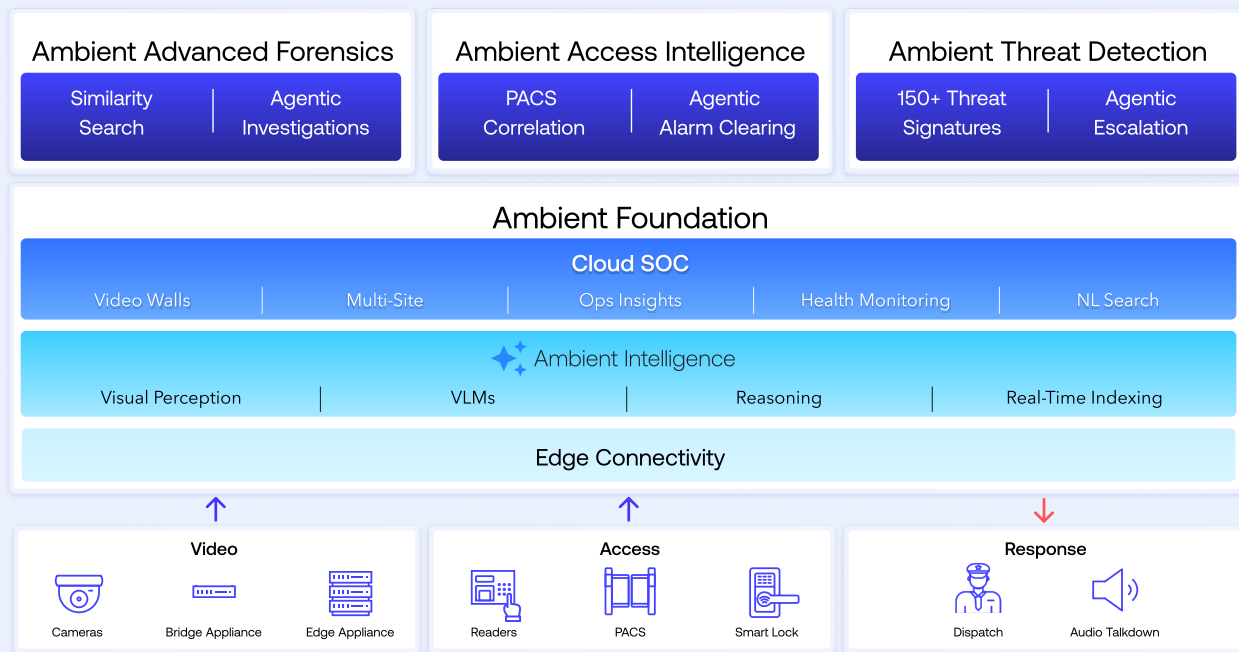 Ambient Advanced Forensics
Similarity Search
Agentic Investigations
Ambient Access Intelligence
PACS Correlation
Agentic Alarm Clearing
Ambient Threat Detection
150+ Threat Signatures
Agentic Escalation
Ambient Foundation
Cloud SOC
Video Walls
Multi-Site
Ops Insights
Health Monitoring
NL Search
Ambient Intelligence
Visual Perception
VLMs
Reasoning
Real-Time Indexing
Edge Connectivity
Video
Cameras
Bridge Appliance
Edge Appliance
Access
Readers
PACS
Smart Lock
Response
Dispatch
Audio Talkdown